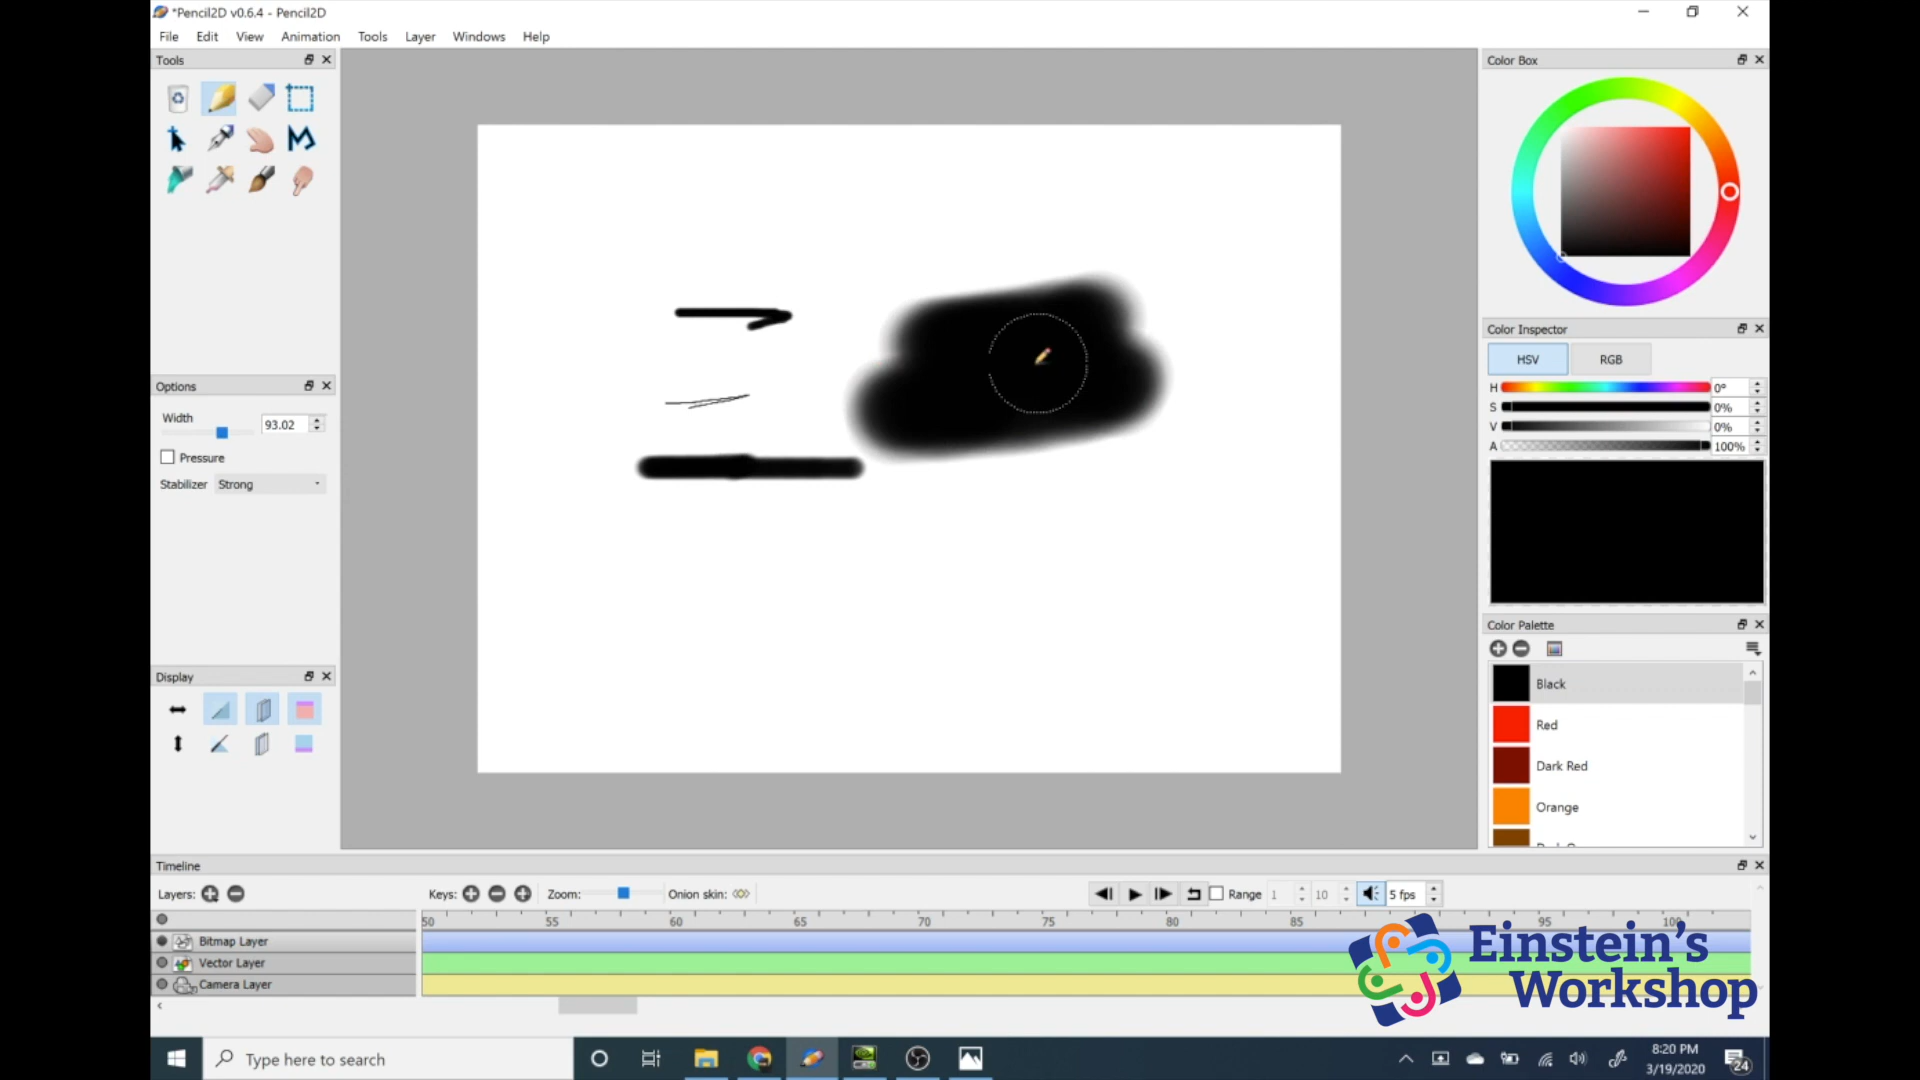 *Pencil2D v0.6.4 - Pencil2D
File Edit View Animation Tools Layer Windows Help
Tools
Options
Width
93.02
Pressure
Stabilizer Strong
Display
Color Box
Color Inspector
HSV RGB
H 0°
S 0%
V 0%
A 100%
Color Palette
Black
Red
Dark Red
Orange
Timeline
Layers: Keys: Zoom: Onion skin: Range 1 10 5 fps
50 55 60 65 70 75 80 85 95 100
Bitmap Layer
Vector Layer
Camera Layer
Einstein's
Workshop
Type here to search
8:20 PM
3/19/2020
24